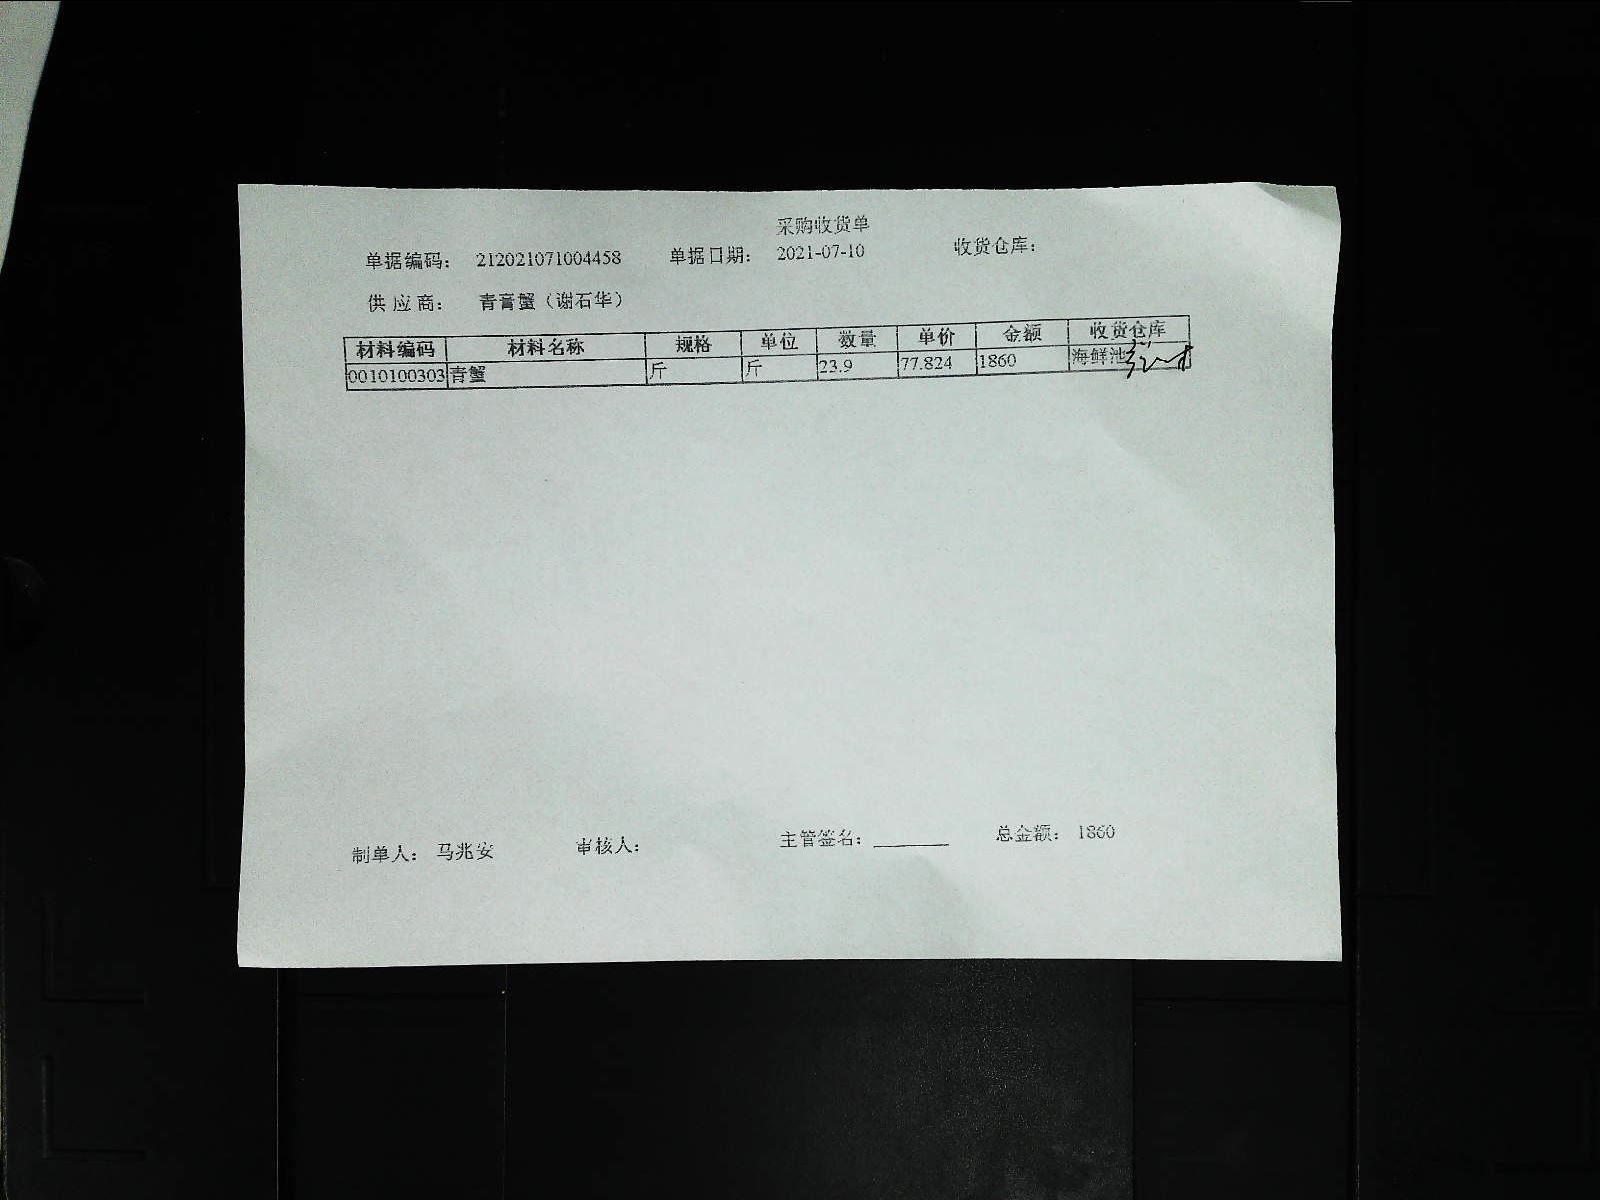 采购收货单
单据编码： 212021071004458 单据日期： 2021-07-10 收货仓库：
供应商： 青膏蟹（谢石华）
材料编码 材料名称 规格 单位 数量 单价 金额 收货仓库
0010100303 青蟹 斤 斤 23.9 77.824 1860 海鲜池
制单人： 马兆安 审核人： 主管签名： 总金额： 1860